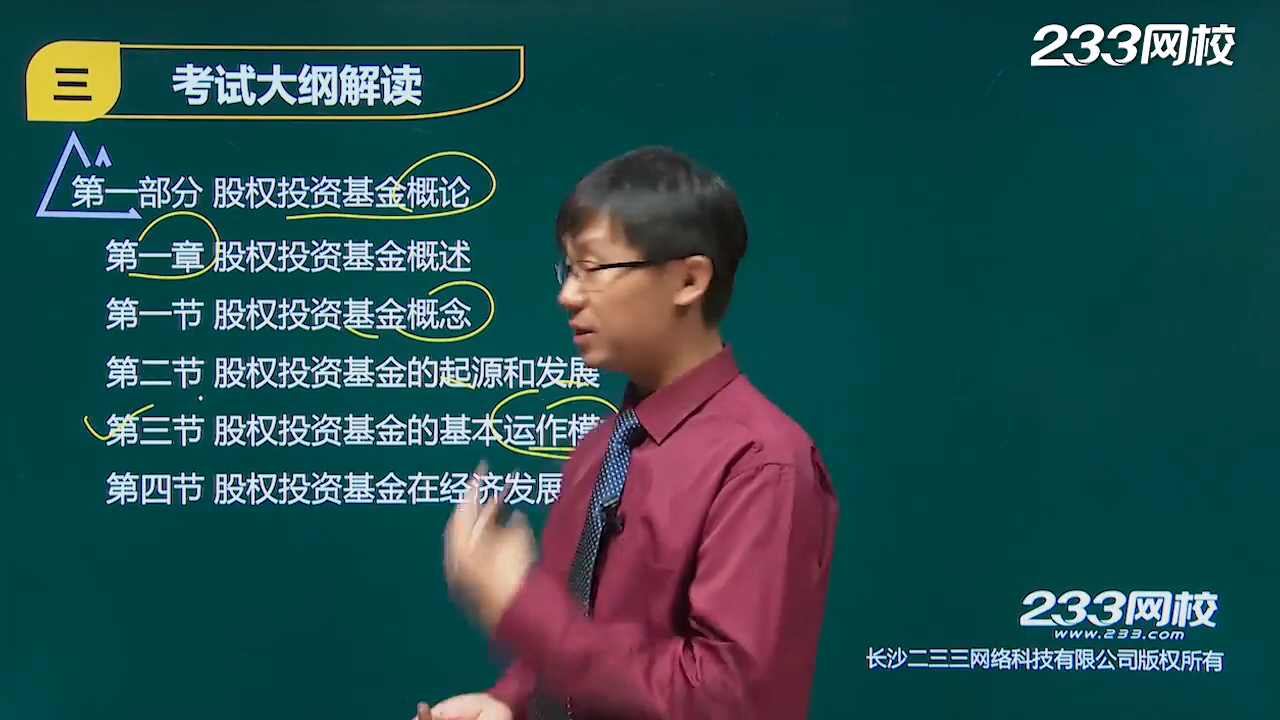 233网校
三 考试大纲解读
第一部分 股权投资基金概论
第一章 股权投资基金概述
第一节 股权投资基金概念
第二节 股权投资基金的起源和发展
第三节 股权投资基金的基本运作模
第四节 股权投资基金在经济发展
233网校
www.233.com
长沙二三三网络科技有限公司版权所有